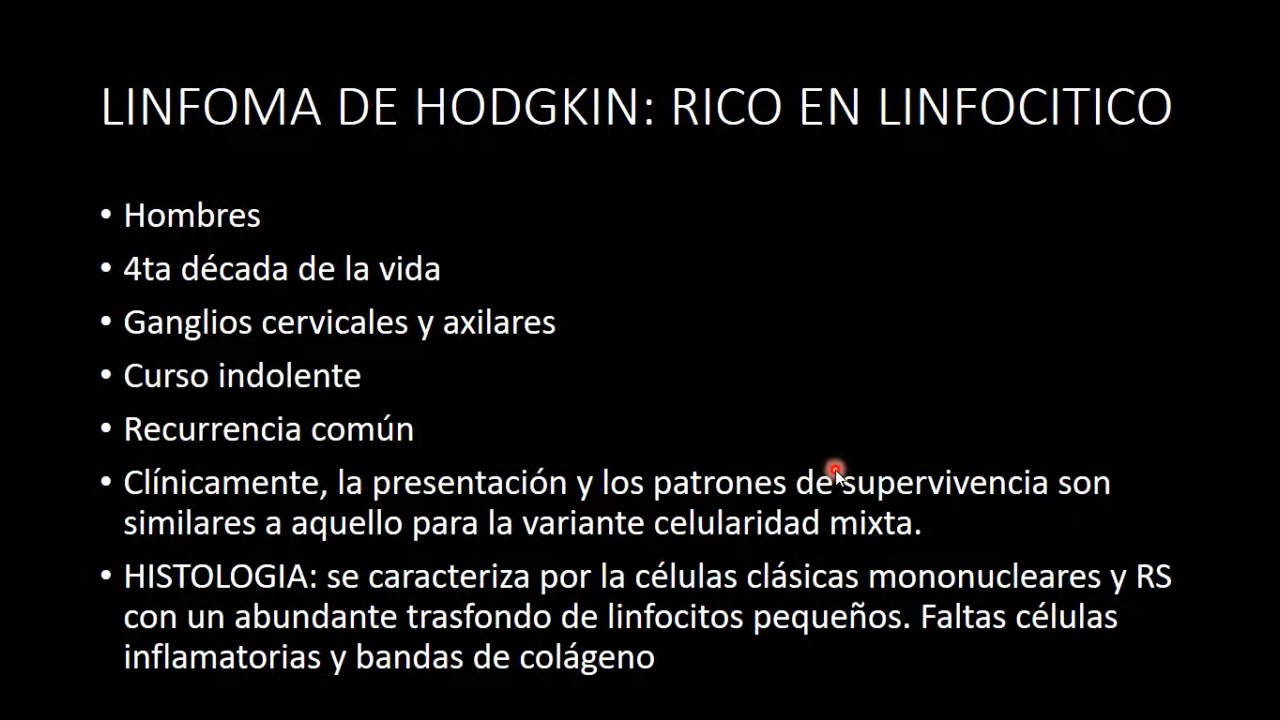 LINFOMA DE HODGKIN: RICO EN LINFOCITICO
• Hombres
• 4ta década de la vida
• Ganglios cervicales y axilares
• Curso indolente
• Recurrencia común
• Clínicamente, la presentación y los patrones de supervivencia son
similares a aquello para la variante celularidad mixta.
• HISTOLOGIA: se caracteriza por la células clásicas mononucleares y RS
con un abundante trasfondo de linfocitos pequeños. Faltas células
inflamatorias y bandas de colágeno